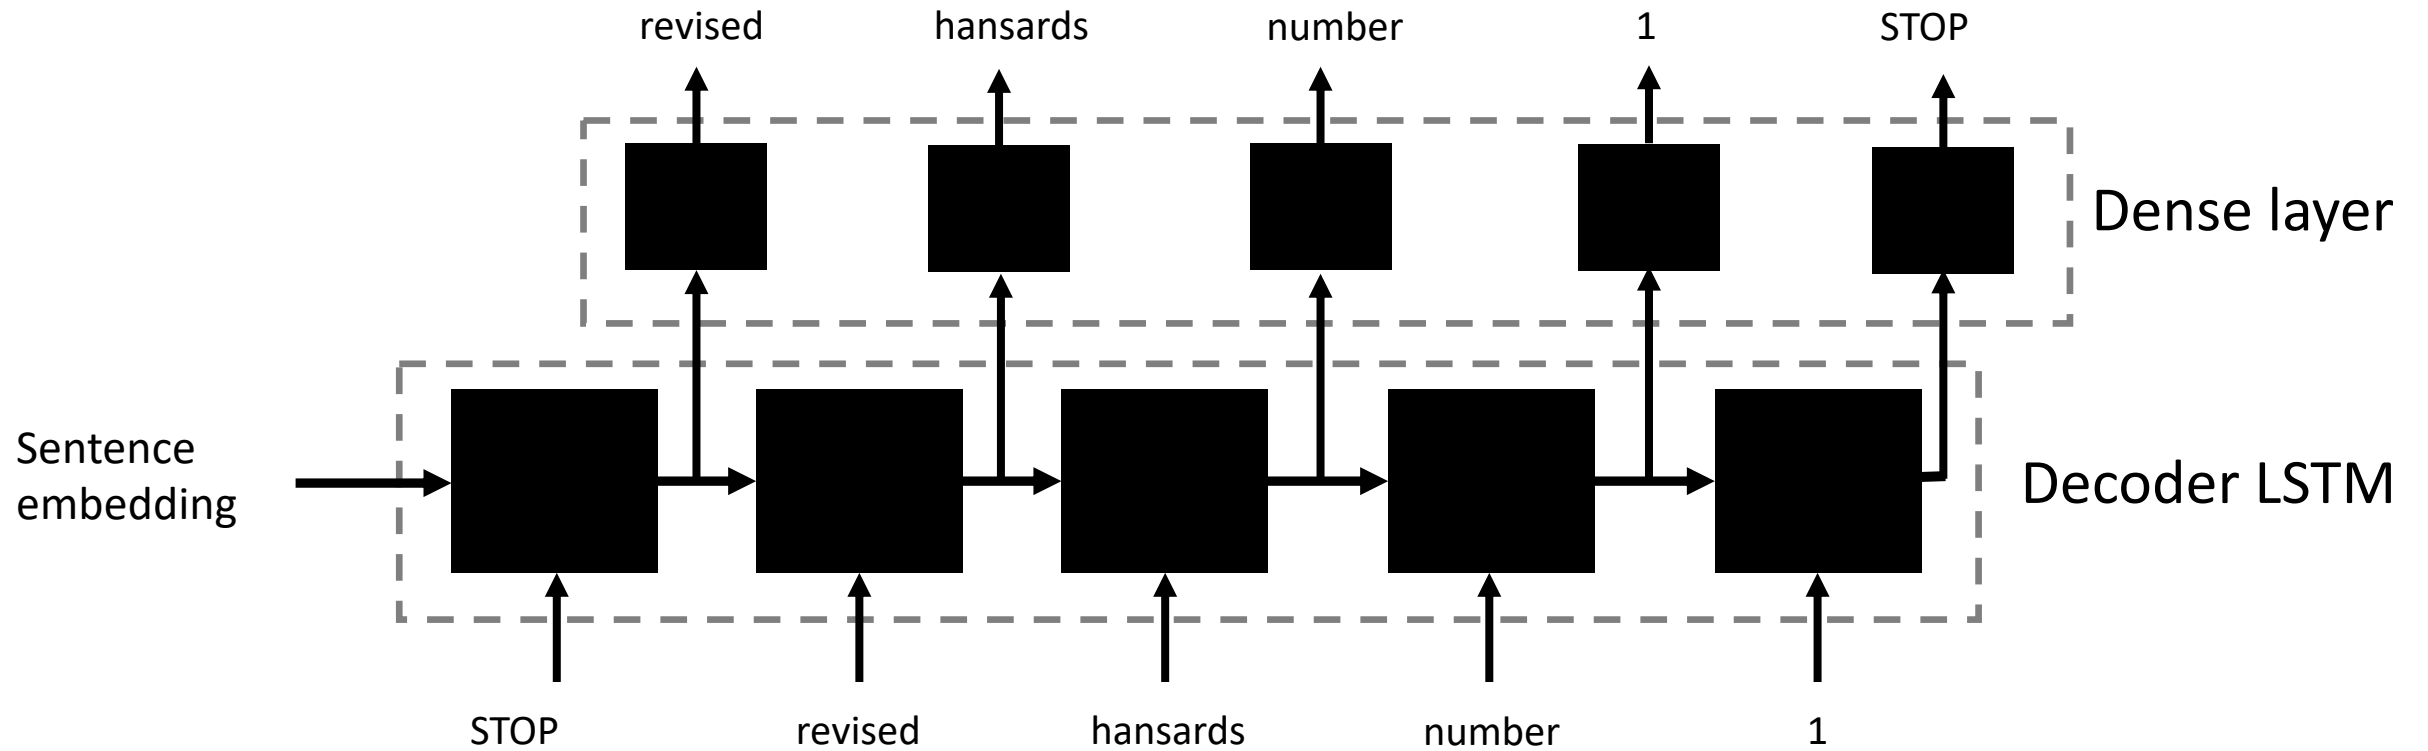 revised hansards number 1 STOP
Dense layer
Sentence
embedding
Decoder LSTM
STOP revised hansards number 1